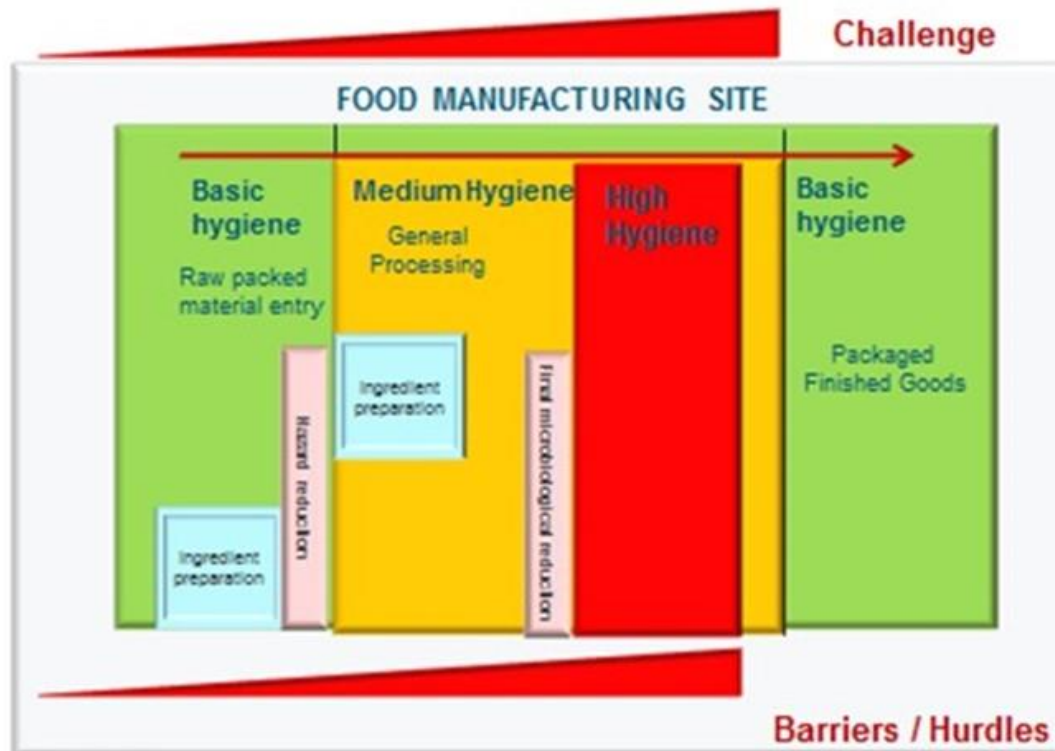 Challenge
FOOD MANUFACTURING SITE
Basic
hygiene
Raw packed
material entry
Medium Hygiene
General
Processing
High
Hygiene
Basic
hygiene
Packaged
Finished Goods
Ingredient
preparation
Hazard reduction
Ingredient
preparation
Final microbiological reduction
Barriers / Hurdles